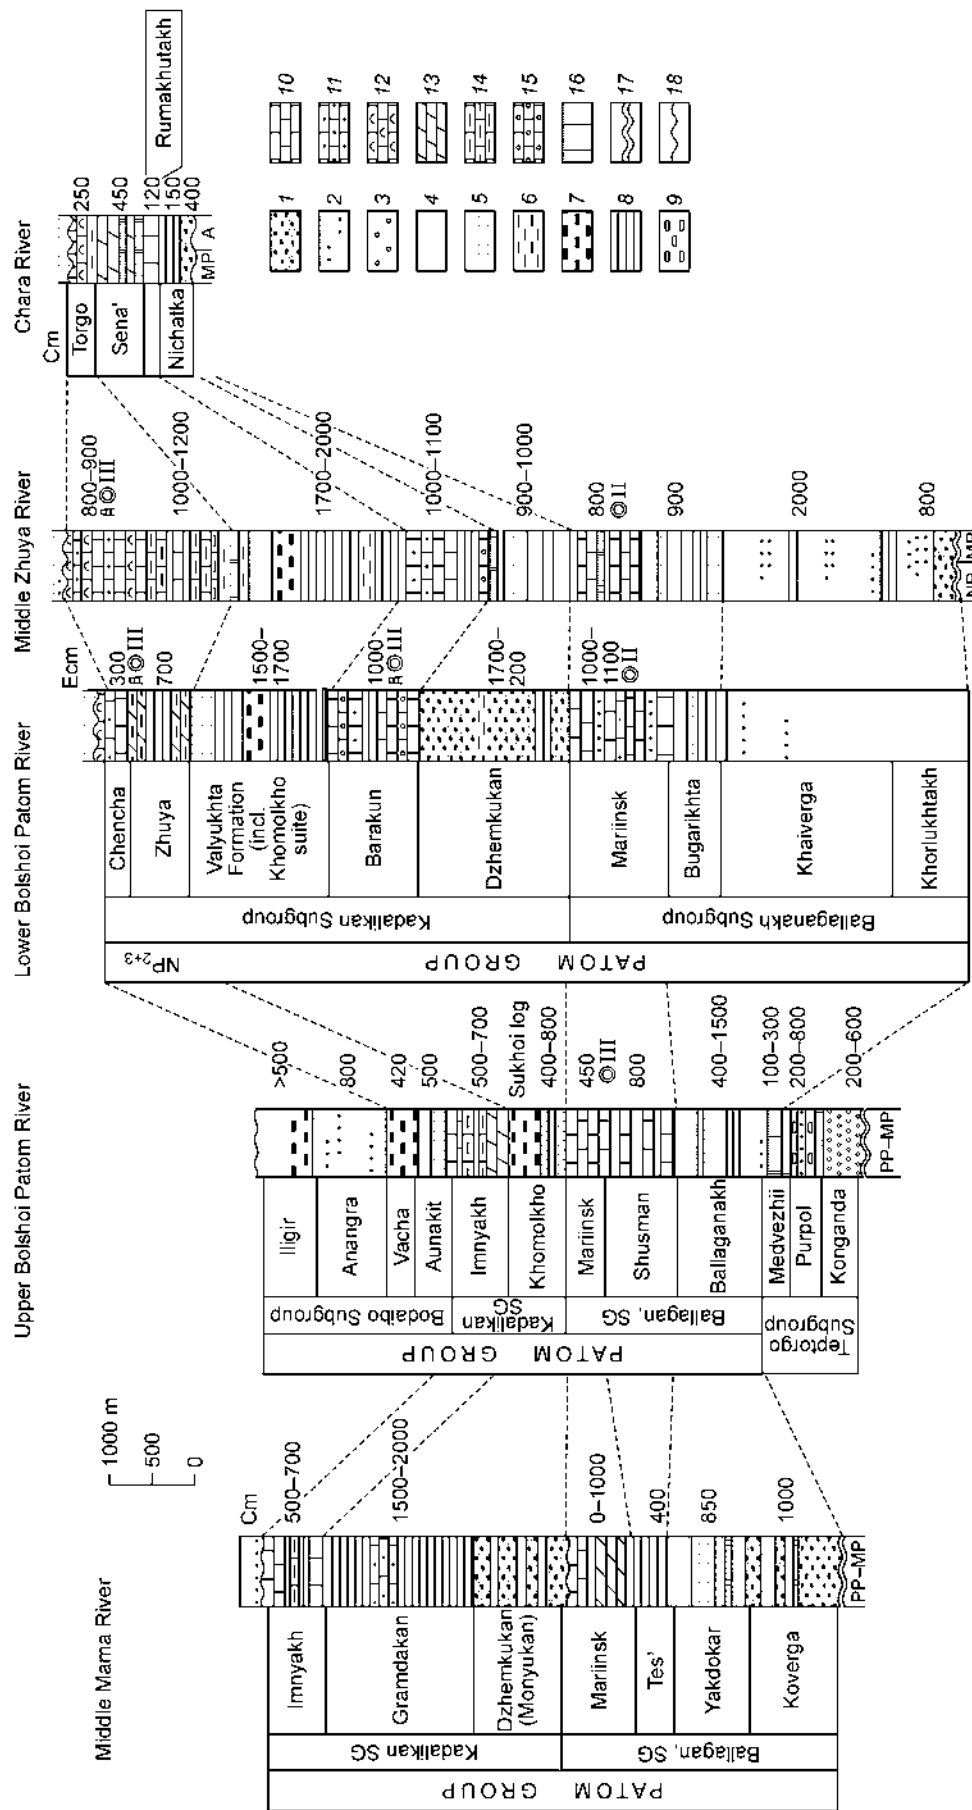 Middle Mama River
Upper Bolshoi Patom River
Lower Bolshoi Patom River
Middle Zhuya River
Chara River
1000 m
500
0
PATOM GROUP
Kadalikan SG
Ballagan, SG
Imnyakh
Gramdakan
Dzhemkukan
(Monyukan)
Mariinsk
Tes'
Yakdokar
Koverga
Cm
500–700
1500–2000
0–1000
400
850
1000
PP–MP
PATOM GROUP
Bodaibo Subgroup
Kadalikan
SG
Ballagan, SG
Teptorgo
Subgroup
Iligir
Anangra
Vacha
Aunakit
Imnyakh
Khomolkho
Mariinsk
Shusman
Ballaganakh
Medvezhii
Purpol
Konganda
>500
800
420
500
500–700
Sukhoi log
400–800
450
III
800
400–1500
100–300
200–800
200–600
PP–MP
NP2+3
PATOM GROUP
Kadalikan Subgroup
Ballaganakh Subgroup
Chencha
Zhuya
Valyukhta
Formation
(incl.
Khomolkho
suite)
Barakun
Dzhemkukan
Mariinsk
Bugarikhta
Khaiverga
Khorlukhtakh
Ecm
300
III
700
1500–
1700
1000
III
1700–
200
1000–
1100
II
800–900
III
1000–1200
1700–2000
1000–1100
900–1000
800
II
900
2000
800
NP MP
Cm
Torgo
Sena'
Nichatka
250
450
120
150
400
Rumakhutakh
MP A
1
2
3
4
5
6
7
8
9
10
11
12
13
14
15
16
17
18